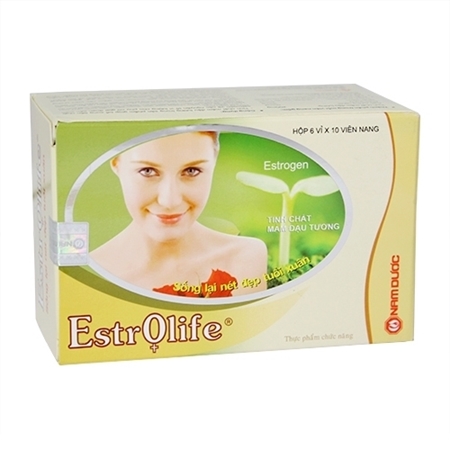 HỘP 6 VỈ X 10 VIÊN NANG
Estrogen
TINH CHẤT
MẦM ĐẬU TƯƠNG
Sống lại nét đẹp tuổi xuân
EstrOlife®
NAM DƯỢC
Thực phẩm chức năng